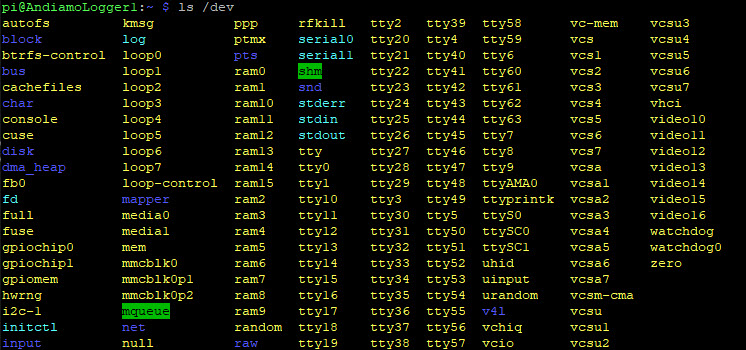 pi@AndiamoLogger1:~ $ ls /dev
autofs kmsg ppp rfkill tty2 tty39 tty58 vc-mem vcsu3
block log ptmx serial0 tty20 tty4 tty59 vcs vcsu4
btrfs-control loop0 pts serial1 tty21 tty40 tty6 vcs1 vcsu5
bus loop1 ram0 shm tty22 tty41 tty60 vcs2 vcsu6
cachefiles loop2 ram1 snd tty23 tty42 tty61 vcs3 vcsu7
char loop3 ram10 stderr tty24 tty43 tty62 vcs4 vhci
console loop4 ram11 stdin tty25 tty44 tty63 vcs5 video10
cuse loop5 ram12 stdout tty26 tty45 tty7 vcs6 video11
disk loop6 ram13 tty tty27 tty46 tty8 vcs7 video12
dma_heap loop7 ram14 tty0 tty28 tty47 tty9 vcsa video13
fb0 loop-control ram15 tty1 tty29 tty48 ttyAMA0 vcsa1 video14
fd mapper ram2 tty10 tty3 tty49 ttyprintk vcsa2 video15
full media0 ram3 tty11 tty30 tty5 ttyS0 vcsa3 video16
fuse media1 ram4 tty12 tty31 tty50 ttySC0 vcsa4 watchdog
gpiochip0 mem ram5 tty13 tty32 tty51 ttySC1 vcsa5 watchdog0
gpiochip1 mmcblk0 ram6 tty14 tty33 tty52 uhid vcsa6 zero
gpiomem mmcblk0p1 ram7 tty15 tty34 tty53 uinput vcsa7
hwrng mmcblk0p2 ram8 tty16 tty35 tty54 urandom vcsm-cma
i2c-1 mqueue ram9 tty17 tty36 tty55 v4l vcsu
initctl net random tty18 tty37 tty56 vchiq vcsu1
input null raw tty19 tty38 tty57 vcio vcsu2